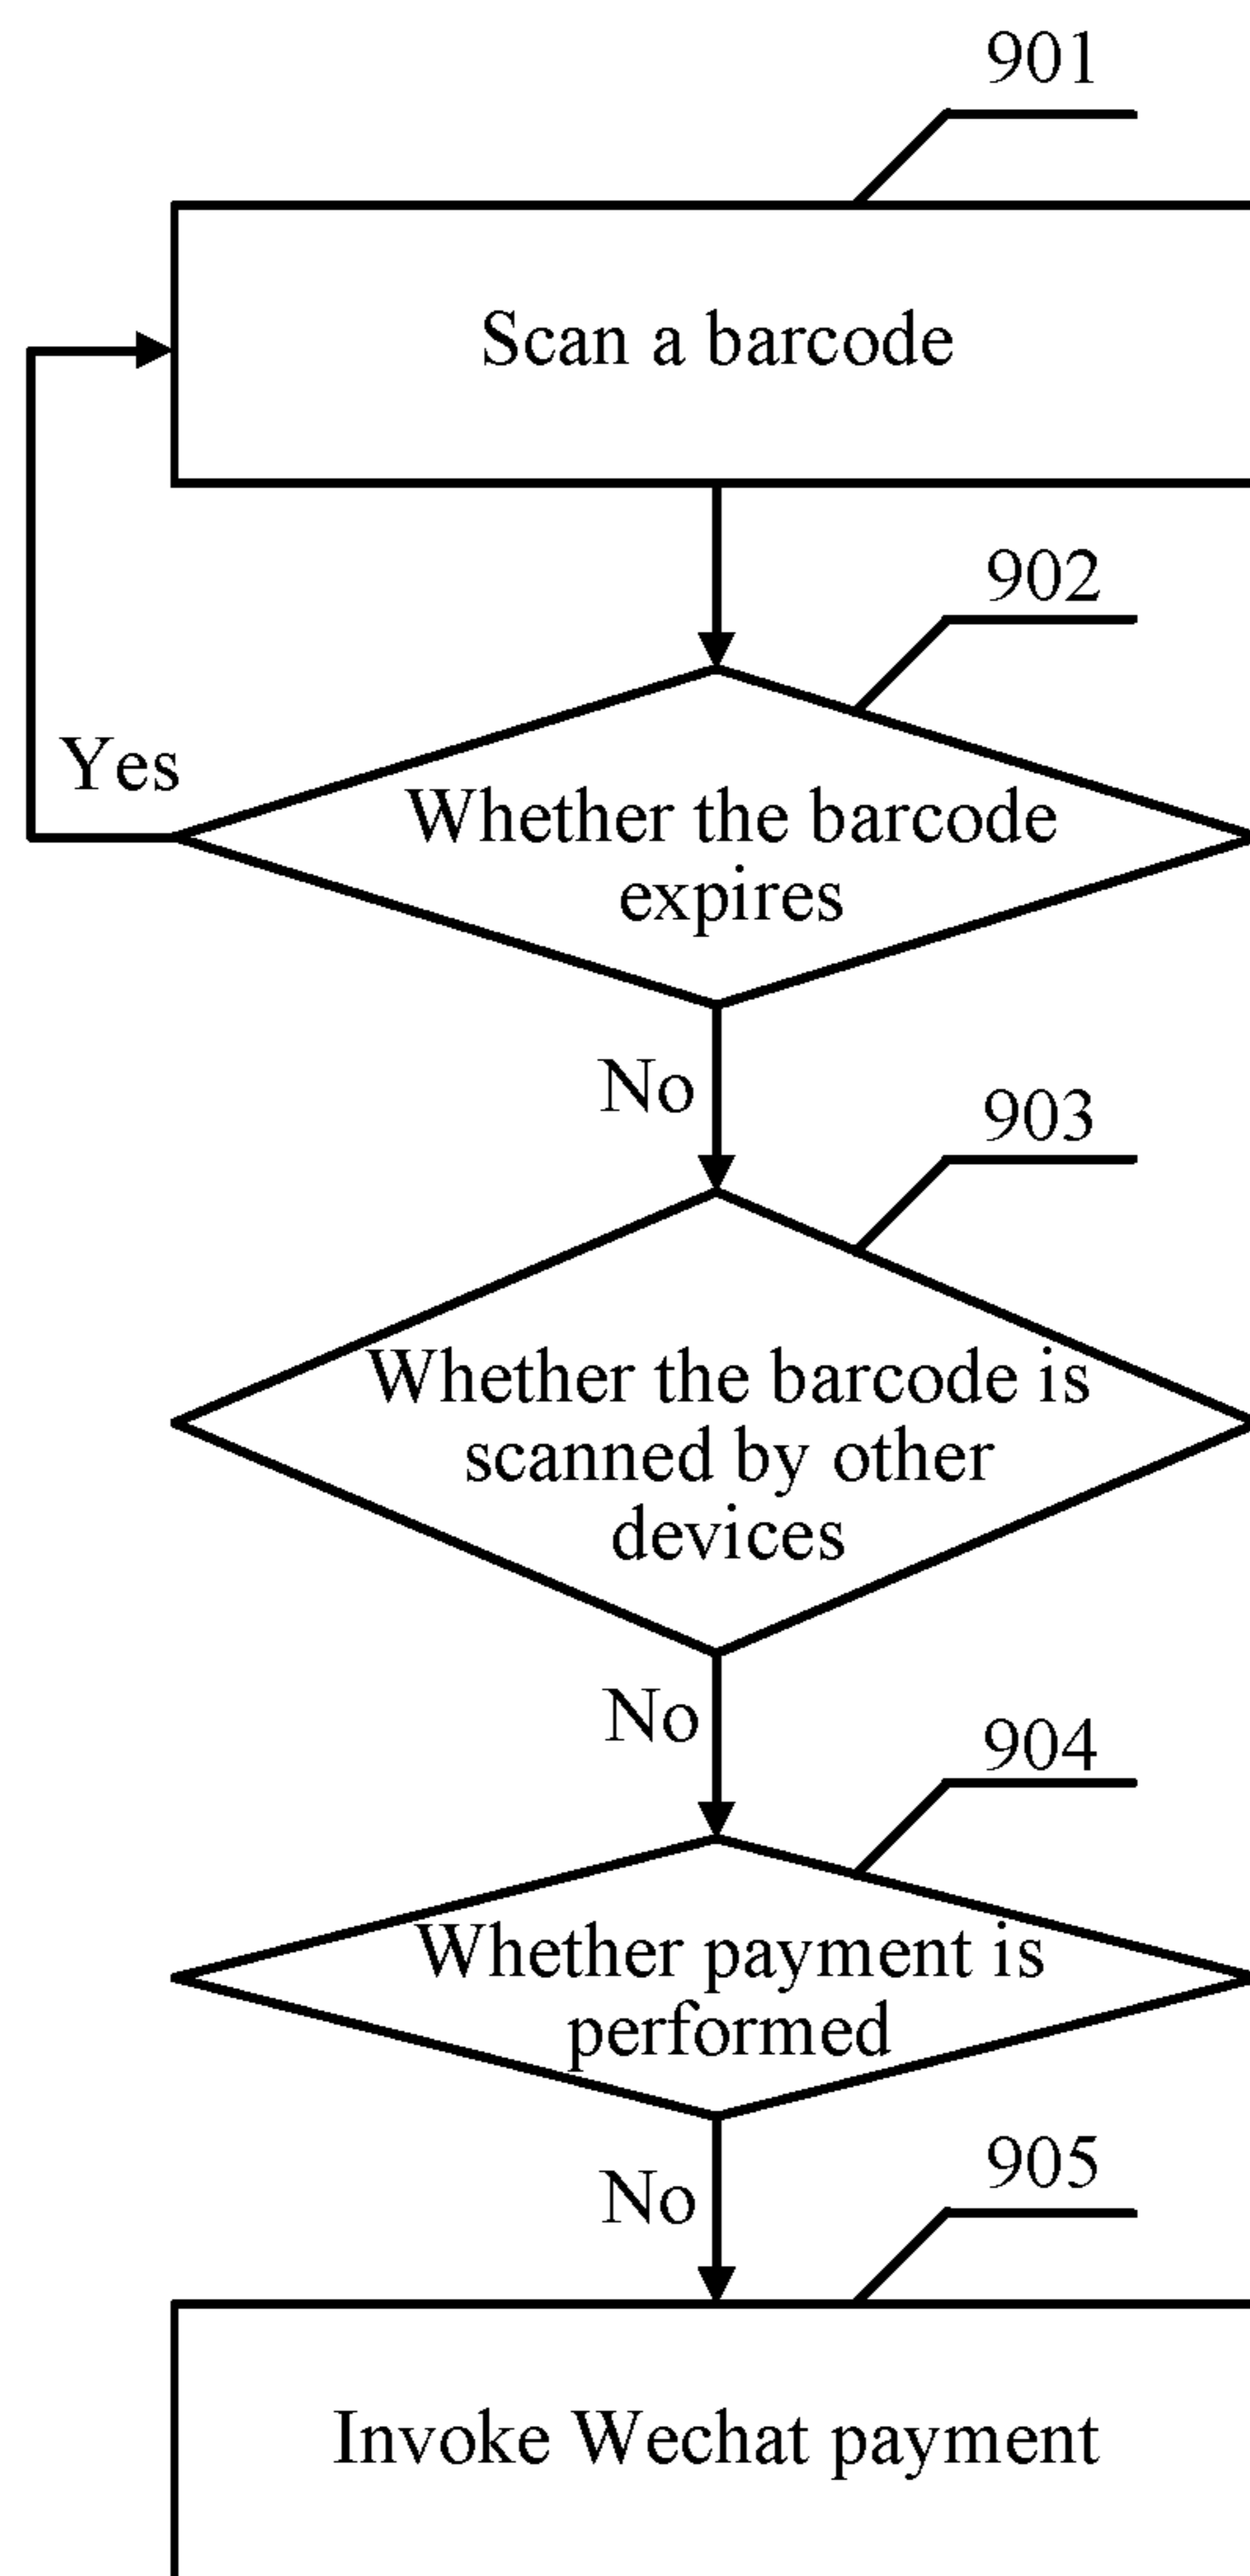 901
Scan a barcode
902
Yes
Whether the barcode
expires
No
903
Whether the barcode is
scanned by other
devices
No
904
Whether payment is
performed
No
905
Invoke Wechat payment